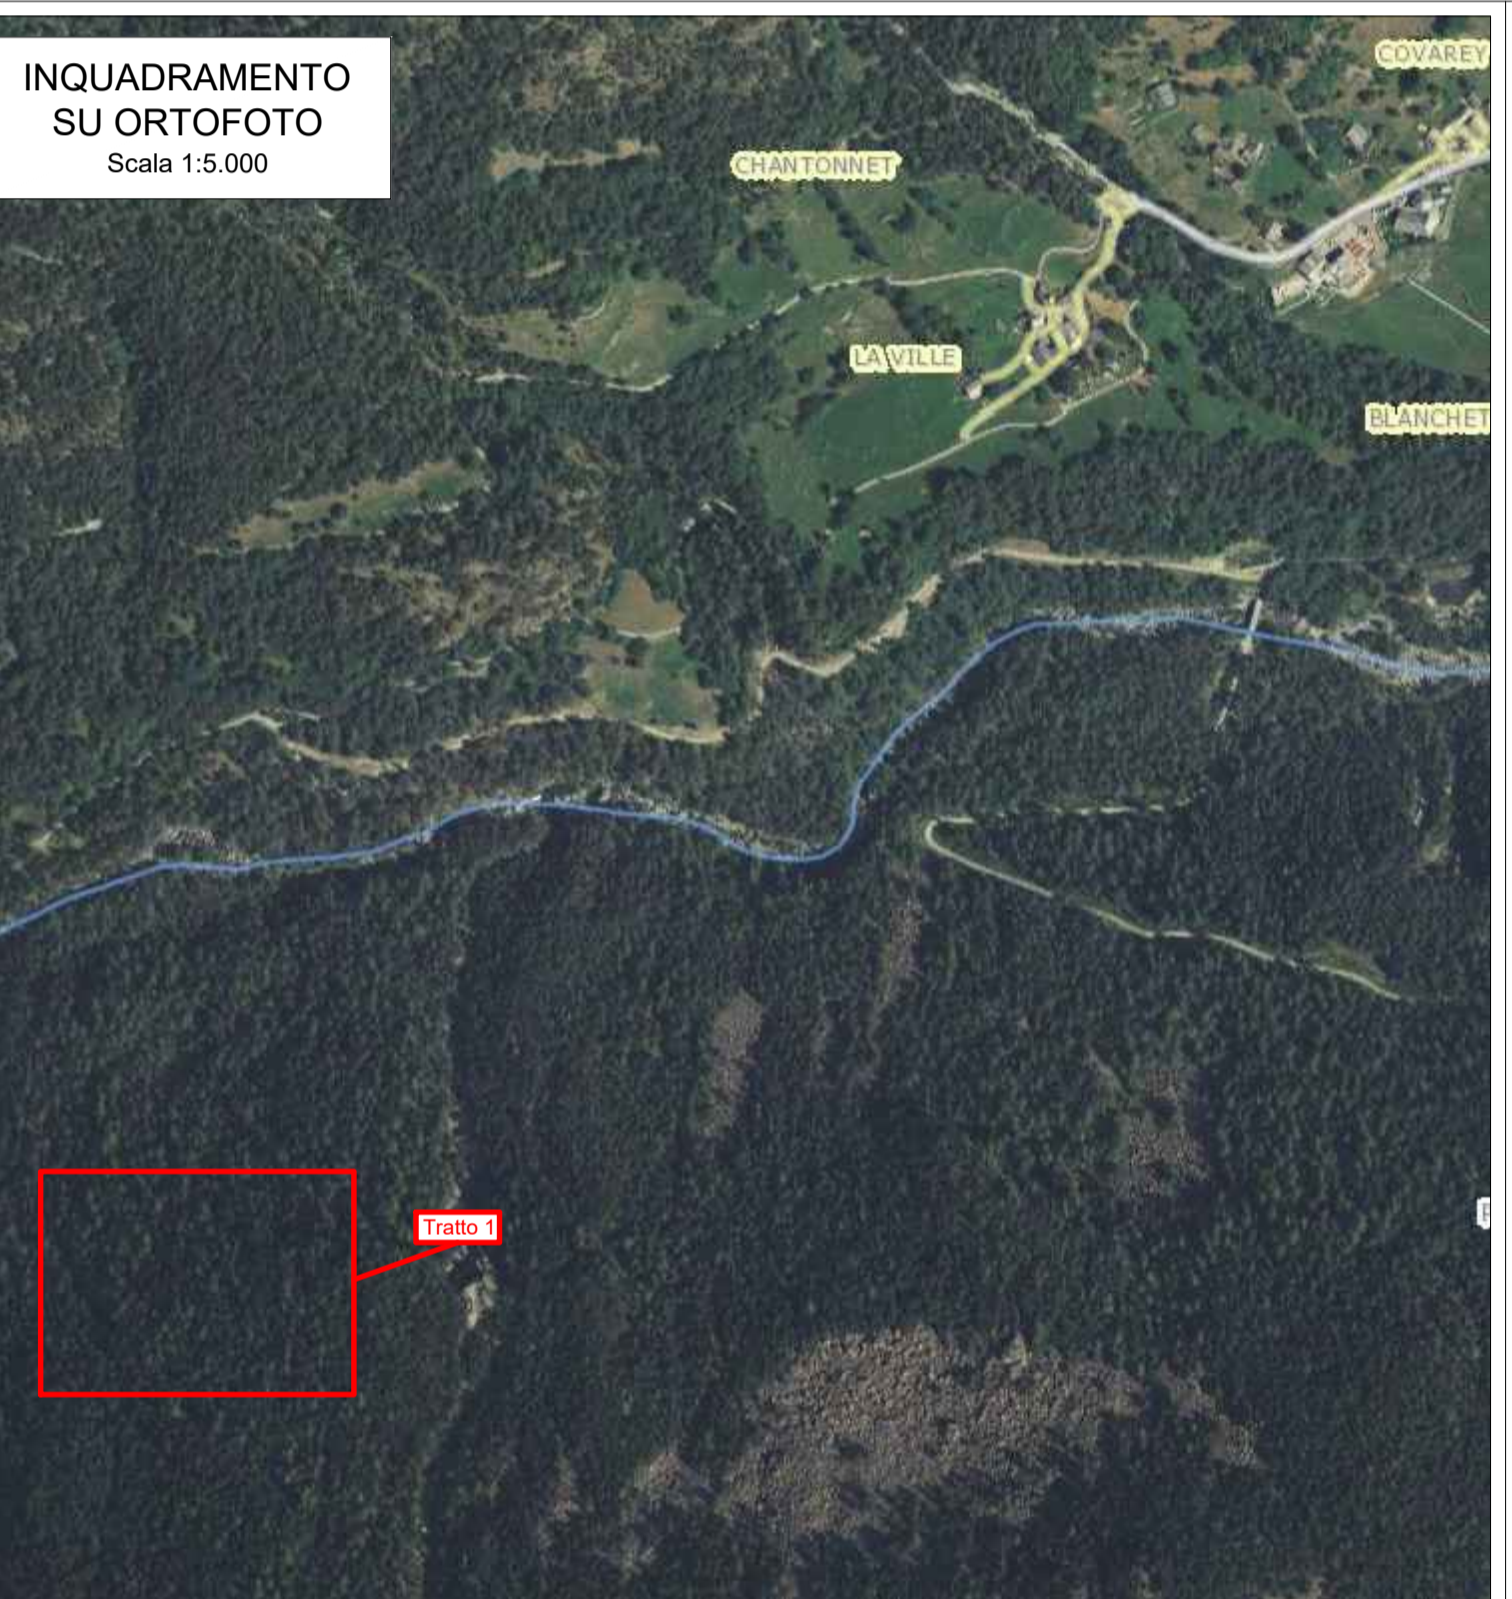 INQUADRAMENTO
SU ORTOFOTO
Scala 1:5.000
COVAREY
CHANTONNET
LA VILLE
BLANCHET
Tratto 1